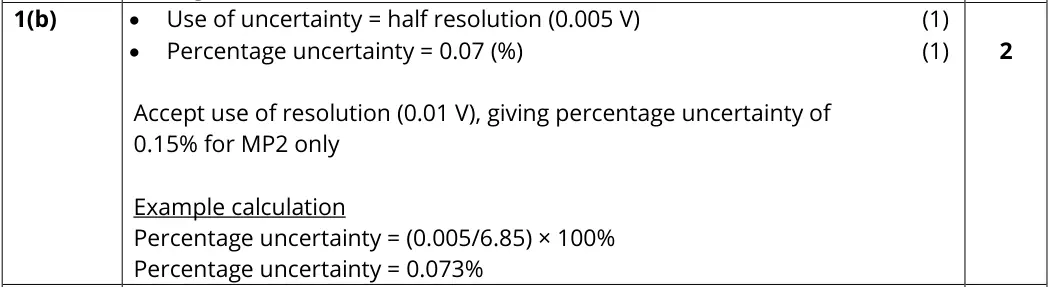 1(b)
• Use of uncertainty = half resolution (0.005 V) (1)
• Percentage uncertainty = 0.07 (%) (1)
2
Accept use of resolution (0.01 V), giving percentage uncertainty of
0.15% for MP2 only
Example calculation
Percentage uncertainty = (0.005/6.85) × 100%
Percentage uncertainty = 0.073%